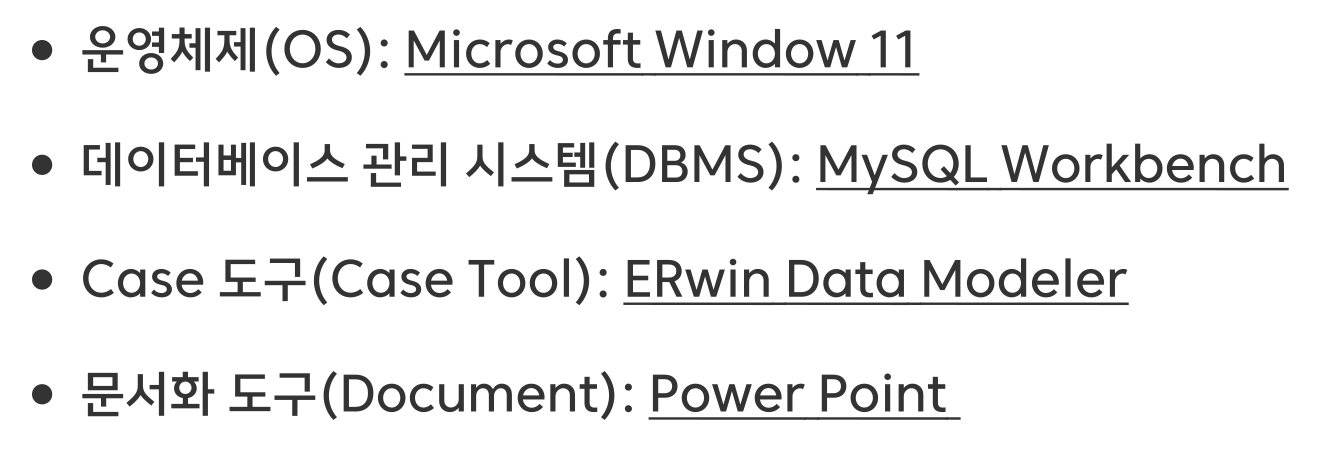 • 운영체제(OS): Microsoft Window 11
• 데이터베이스 관리 시스템(DBMS): MySQL Workbench
• Case 도구(Case Tool): ERwin Data Modeler
• 문서화 도구(Document): Power Point